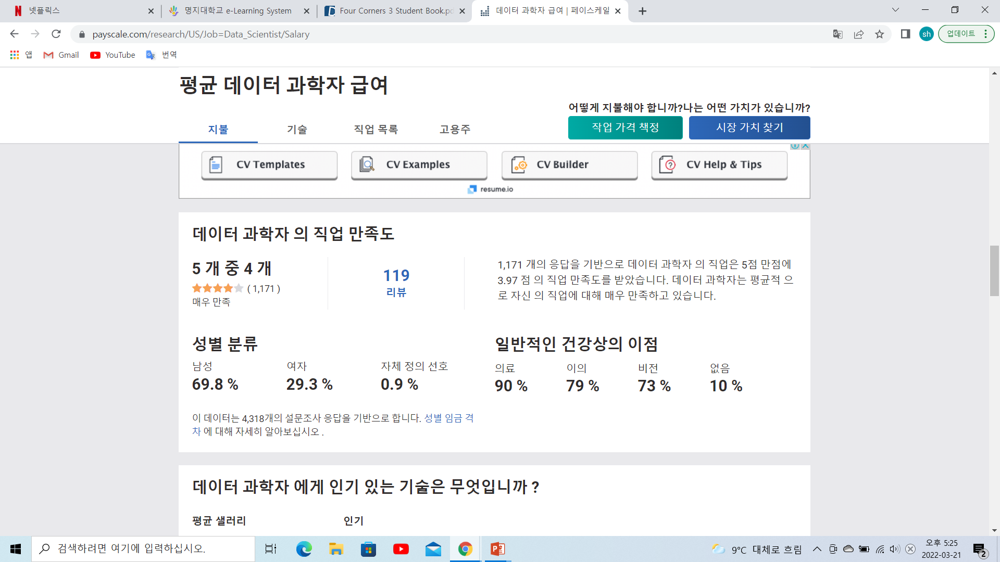 넷플릭스
명지대학교 e-Learning System
Four Corners 3 Student Book.pd
데이터 과학자 급여 | 페이스케일
payscale.com/research/US/Job=Data_Scientist/Salary
sh
업데이트
앱
Gmail
YouTube
번역
평균 데이터 과학자 급여
어떻게 지불해야 합니까?나는 어떤 가치가 있습니까?
지불
기술
직업 목록
고용주
작업 가격 책정
시장 가치 찾기
CV Templates
CV Examples
CV Builder
CV Help & Tips
resume.io
데이터 과학자 의 직업 만족도
5 개 중 4 개
( 1,171 )
매우 만족
119
리뷰
1,171 개의 응답을 기반으로 데이터 과학자 의 직업은 5점 만점에
3.97 점 의 직업 만족도를 받았습니다. 데이터 과학자는 평균적 으
로 자신 의 직업에 대해 매우 만족하고 있습니다.
성별 분류
남성
여자
자체 정의 선호
69.8 %
29.3 %
0.9 %
일반적인 건강상의 이점
의료
이의
비전
없음
90 %
79 %
73 %
10 %
이 데이터는 4,318개의 설문조사 응답을 기반으로 합니다. 성별 임금 격
차 에 대해 자세히 알아보십시오 .
데이터 과학자 에게 인기 있는 기술은 무엇입니까 ?
평균 샐러리
인기
검색하려면 여기에 입력하십시오.
9°C 대체로 흐림
오후 5:25
2022-03-21
2